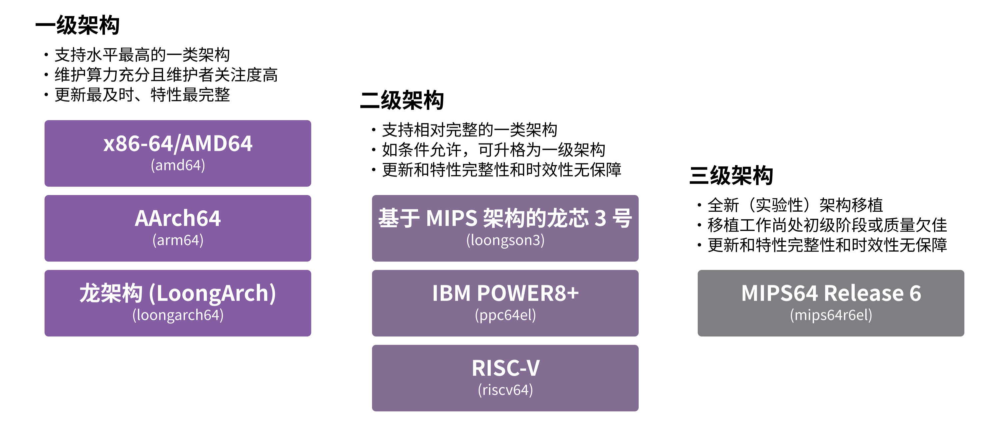 一级架构
• 支持水平最高的一类架构
• 维护算力充分且维护者关注度高
• 更新最及时、特性最完整
x86-64/AMD64
(amd64)
AArch64
(arm64)
龙架构 (LoongArch)
(loongarch64)
二级架构
• 支持相对完整的一类架构
• 如条件允许，可升格为一级架构
• 更新和特性完整性和时效性无保障
基于 MIPS 架构的龙芯 3 号
(loongson3)
IBM POWER8+
(ppc64el)
RISC-V
(riscv64)
三级架构
• 全新（实验性）架构移植
• 移植工作尚处初级阶段或质量欠佳
• 更新和特性完整性和时效性无保障
MIPS64 Release 6
(mips64r6el)